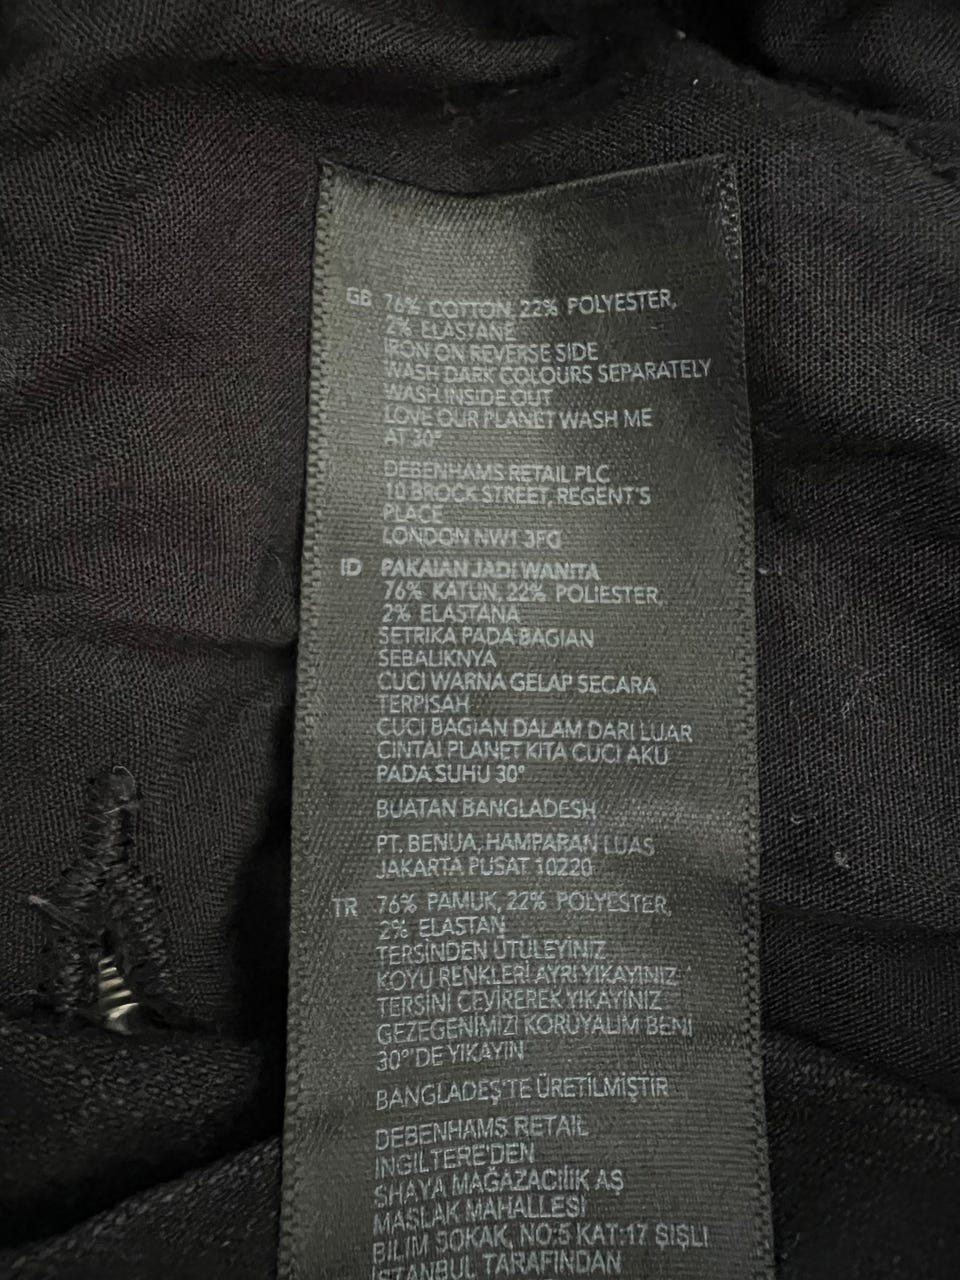 GB 76% COTTON, 22% POLYESTER,
2% ELASTANE
IRON ON REVERSE SIDE
WASH DARK COLOURS SEPARATELY
WASH INSIDE OUT
LOVE OUR PLANET WASH ME
AT 30°
DEBENHAMS RETAIL PLC
10 BROCK STREET, REGENT'S
PLACE
LONDON NW1 3FG
ID PAKAIAN JADI WANITA
76% KATUN, 22% POLIESTER,
2% ELASTANA
SETRIKA PADA BAGIAN
SEBALIKNYA
CUCI WARNA GELAP SECARA
TERPISAH
CUCI BAGIAN DALAM DARI LUAR
CINTAI PLANET KITA CUCI AKU
PADA SUHU 30°
BUATAN BANGLADESH
PT. BENUA, HAMPARAN LUAS
JAKARTA PUSAT 10220
TR 76% PAMUK, 22% POLYESTER,
2% ELASTAN
TERSİNDEN ÜTÜLEYİNİZ
KOYU RENKLERİ AYRI YIKAYINIZ
TERSİNİ ÇEVİREREK YIKAYINIZ
GEZEGENİMİZİ KORUYALIM BENİ
30°'DE YIKAYIN
BANGLADEŞ'TE ÜRETİLMİŞTİR
DEBENHAMS RETAIL
İNGİLTERE'DEN
SHAYA MAĞAZACıliK AŞ
MASLAK MAHALLESİ
BİLİM SOKAK, NO:5 KAT:17 ŞİŞLİ
İSTANBUL TARAFINDAN